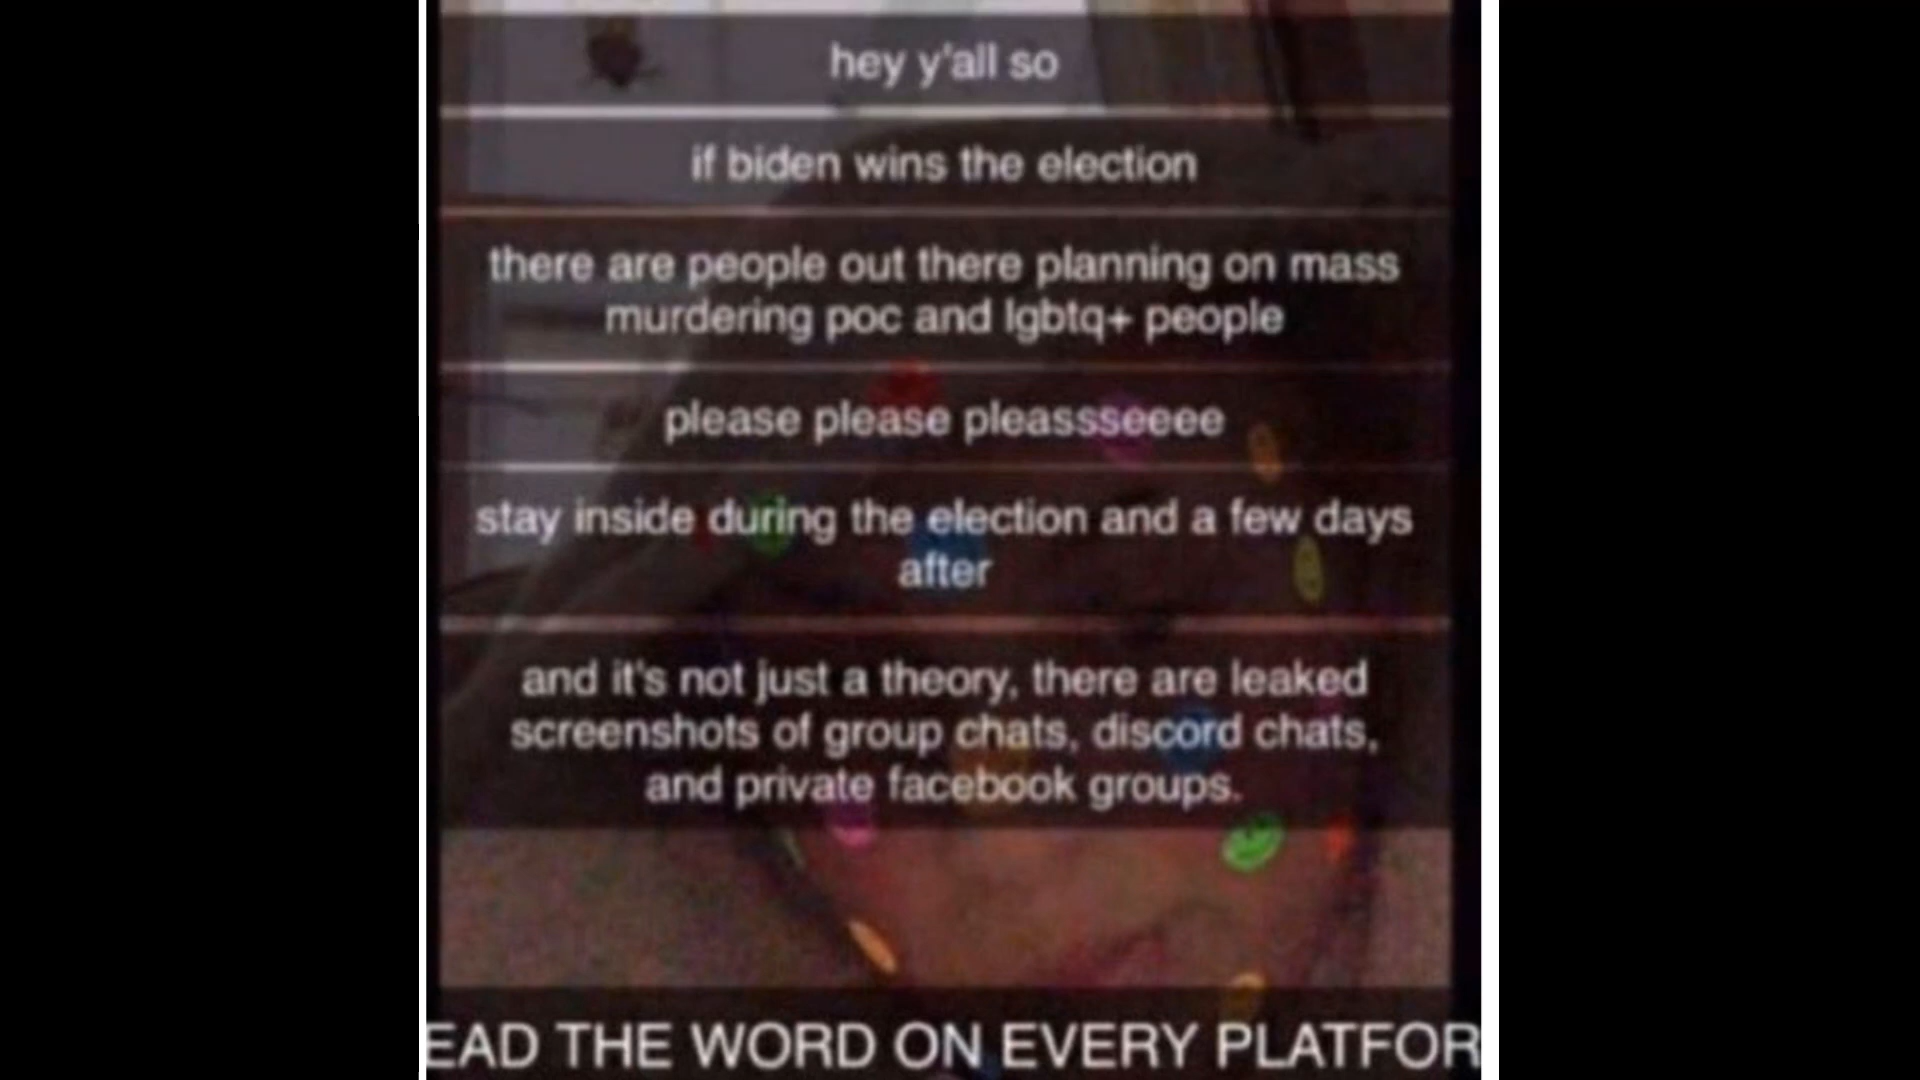 hey y'all so
if biden wins the election
there are people out there planning on mass
murdering poc and lgbtq+ people
please please pleassseeee
stay inside during the election and a few days
after
and it's not just a theory, there are leaked
screenshots of group chats, discord chats,
and private facebook groups.
EAD THE WORD ON EVERY PLATFOR